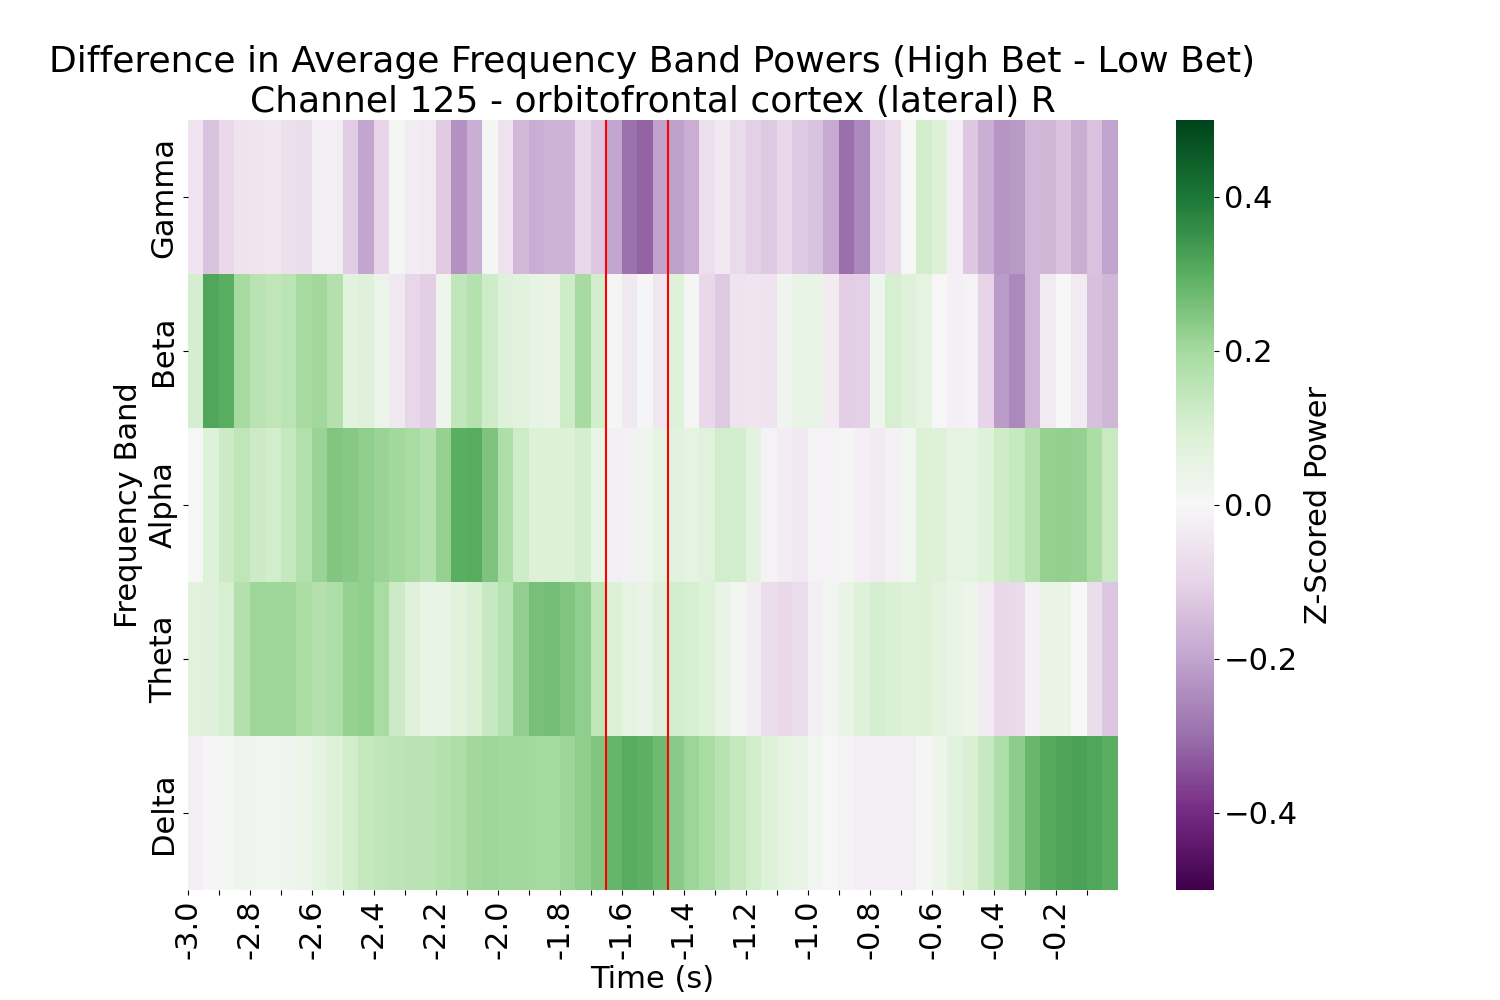 Difference in Average Frequency Band Powers (High Bet - Low Bet)
Channel 125 - orbitofrontal cortex (lateral) R
Frequency Band
Gamma
Beta
Alpha
Theta
Delta
-3.0
-2.8
-2.6
-2.4
-2.2
-2.0
-1.8
-1.6
-1.4
-1.2
-1.0
-0.8
-0.6
-0.4
-0.2
Time (s)
0.4
0.2
0.0
−0.2
−0.4
Z-Scored Power